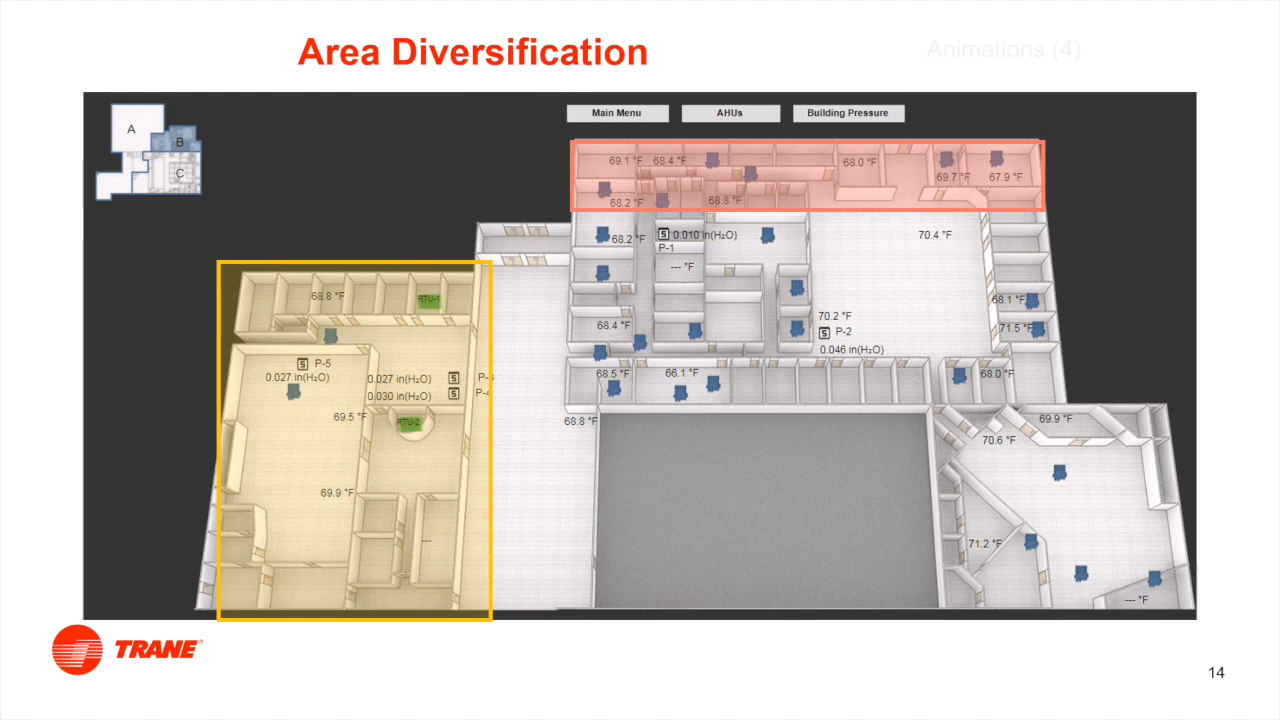 Area Diversification
Animations (4)
Main Menu
AHUs
Building Pressure
A
B
C
69.1 °F
68.4 °F
68.0 °F
69.7 °F
67.9 °F
68.2 °F
68.8 °F
68.2 °F
S 0.010 in(H₂O)
P-1
--- °F
70.4 °F
68.8 °F
RTU-1
68.1 °F
68.4 °F
70.2 °F
S P-2
0.046 in(H₂O)
71.5 °F
S P-5
0.027 in(H₂O)
0.027 in(H₂O) S
0.030 in(H₂O) S
68.5 °F
66.1 °F
68.0 °F
69.5 °F
RTU-2
68.8 °F
69.9 °F
70.6 °F
69.9 °F
---
71.2 °F
--- °F
TRANE
14